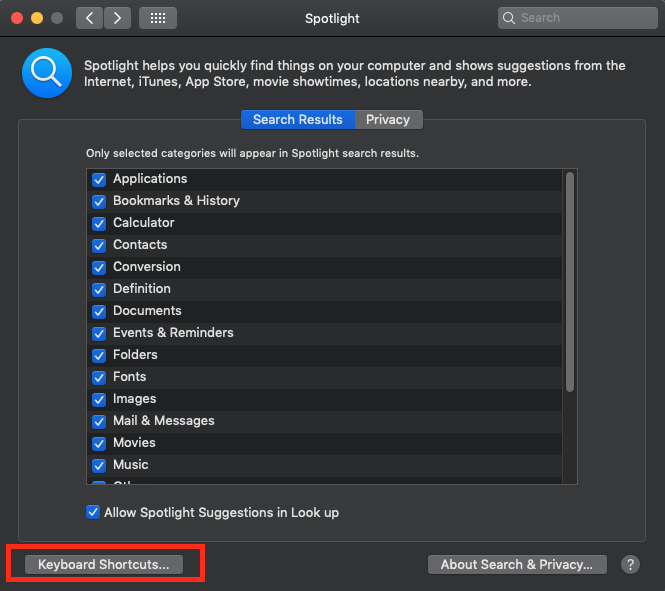 Spotlight
Search
Spotlight helps you quickly find things on your computer and shows suggestions from the
Internet, iTunes, App Store, movie showtimes, locations nearby, and more.
Search Results
Privacy
Only selected categories will appear in Spotlight search results.
Applications
Bookmarks & History
Calculator
Contacts
Conversion
Definition
Documents
Events & Reminders
Folders
Fonts
Images
Mail & Messages
Movies
Music
Allow Spotlight Suggestions in Look up
Keyboard Shortcuts...
About Search & Privacy...
?